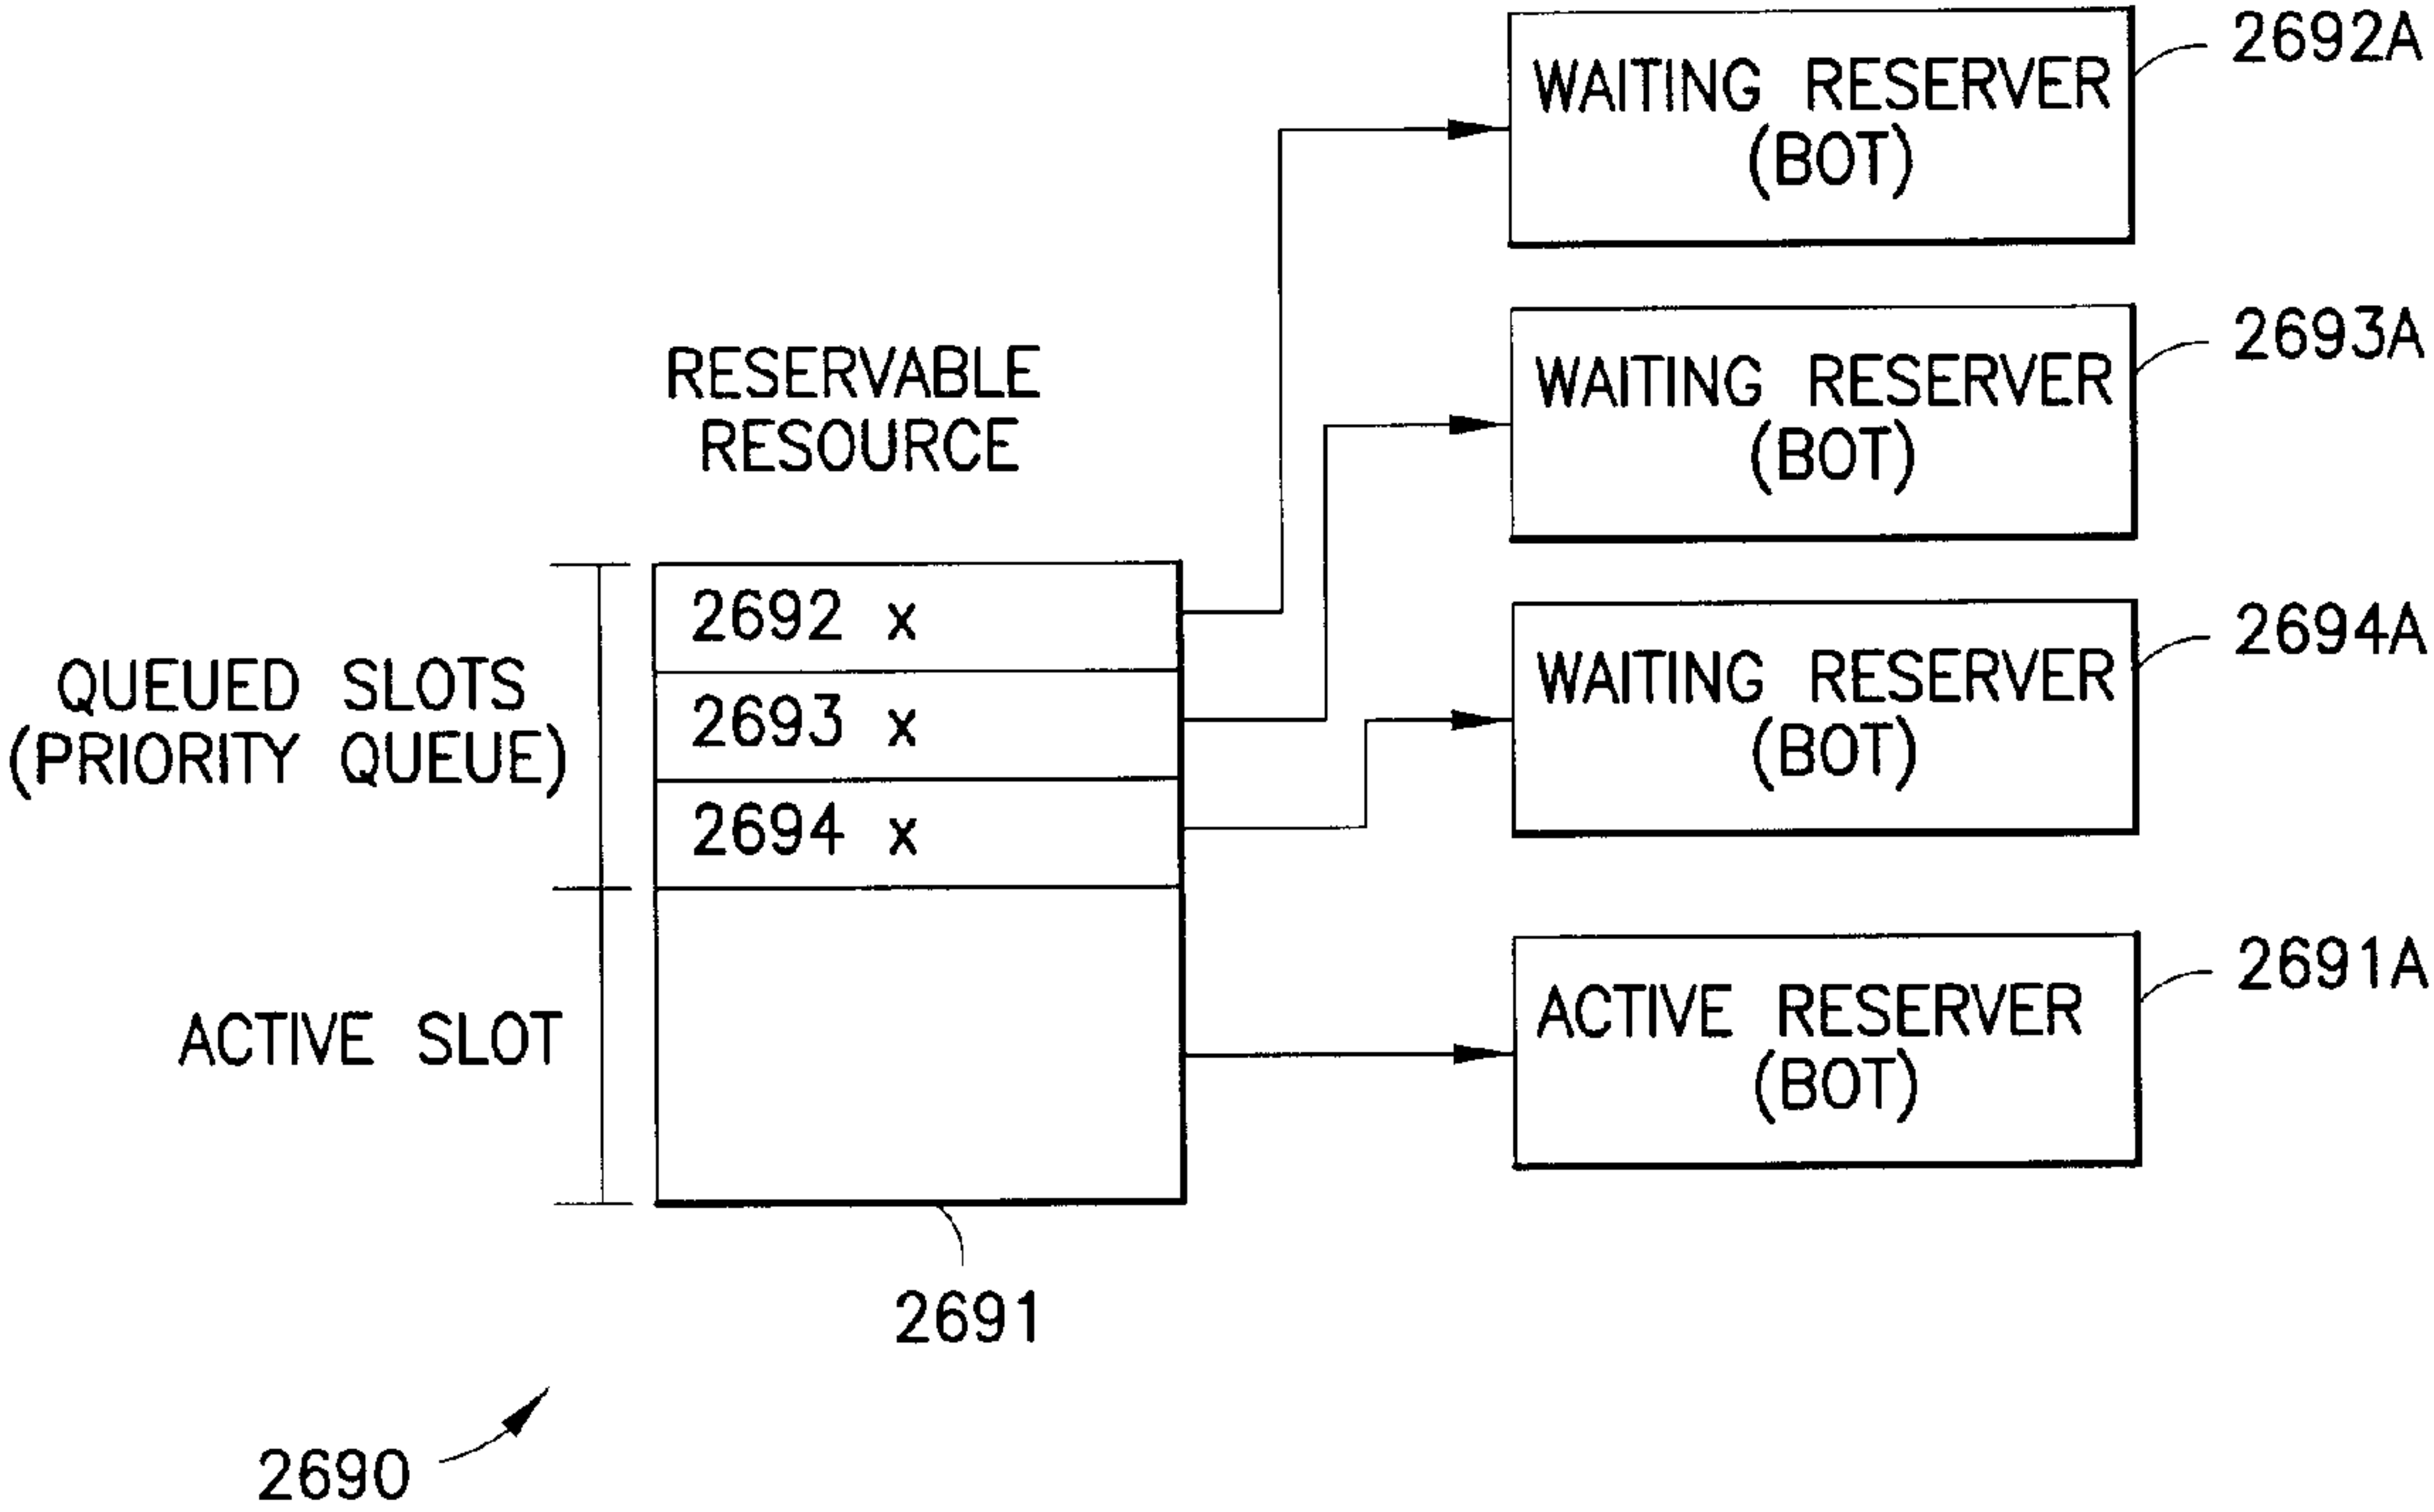 2692A
WAITING RESERVER
(BOT)
2693A
WAITING RESERVER
(BOT)
RESERVABLE
RESOURCE
2692 x
2693 x
2694 x
QUEUED SLOTS
(PRIORITY QUEUE)
2694A
WAITING RESERVER
(BOT)
ACTIVE SLOT
2691A
ACTIVE RESERVER
(BOT)
2691
2690